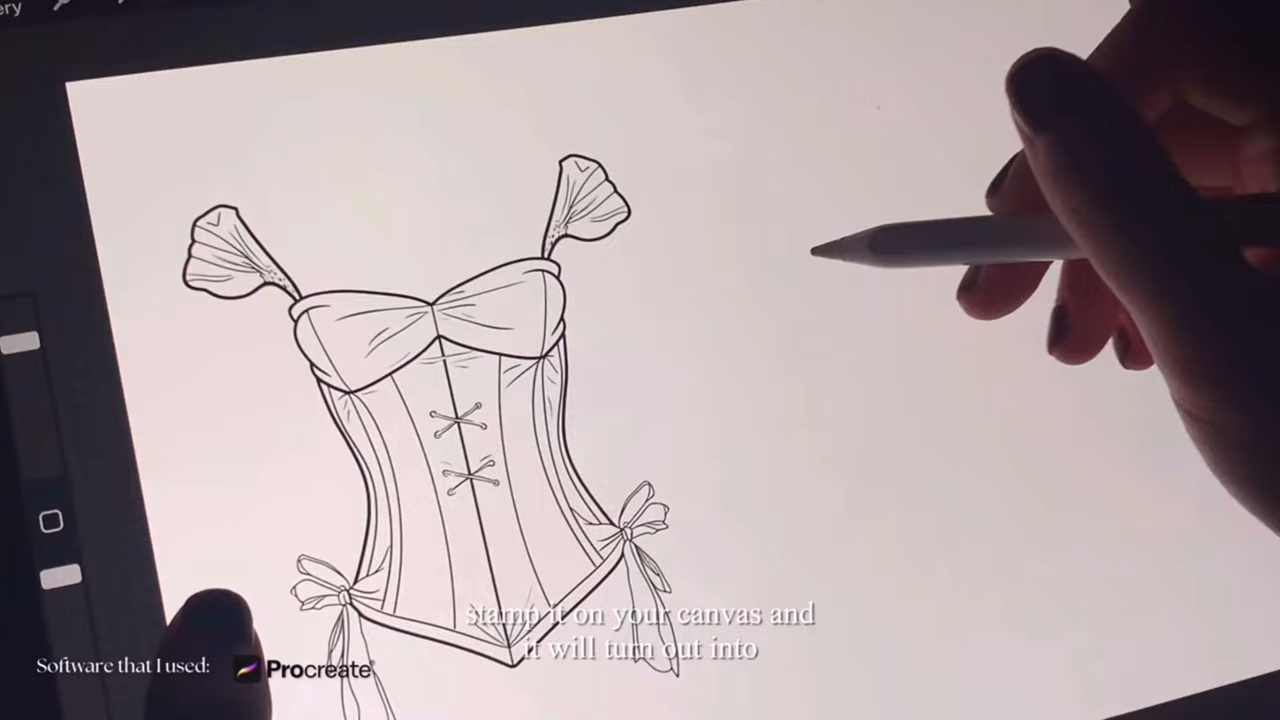 ery
stamp it on your canvas and
it will turn out into
Software that I used: Procreate